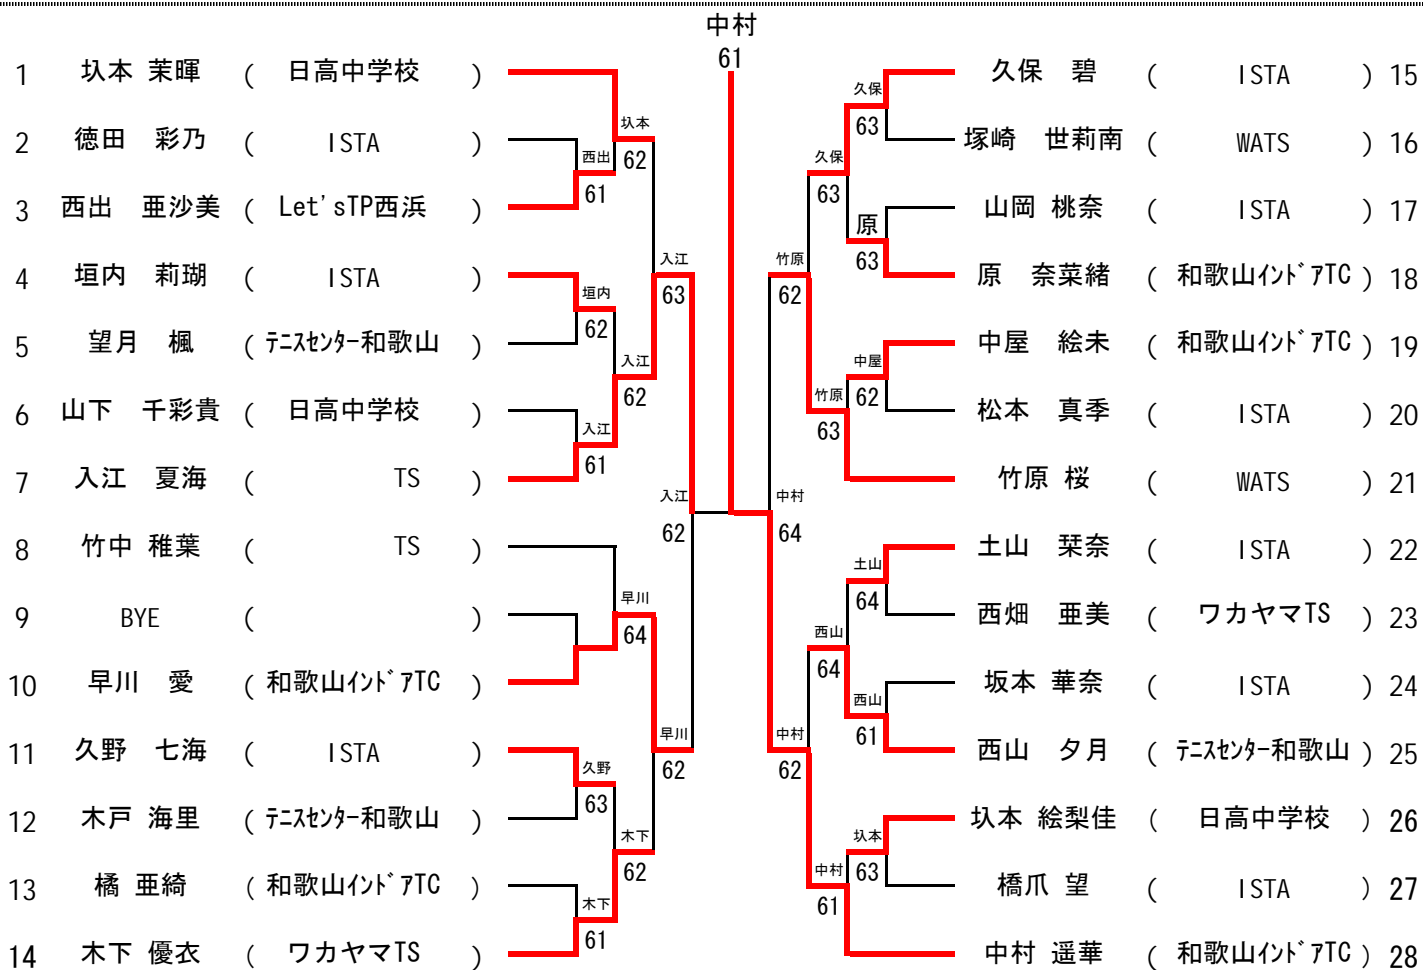 中村
61
1 圦本 茉暉 ( 日高中学校 )
2 徳田 彩乃 ( ISTA )
3 西出 亜沙美 ( Let'sTP西浜 )
4 垣内 莉瑚 ( ISTA )
5 望月 楓 ( ﾃﾆｽｾﾝﾀｰ和歌山 )
6 山下 千彩貴 ( 日高中学校 )
7 入江 夏海 ( TS )
8 竹中 稚葉 ( TS )
9 BYE ( )
10 早川 愛 ( 和歌山ｲﾝﾄﾞｱTC )
11 久野 七海 ( ISTA )
12 木戸 海里 ( ﾃﾆｽｾﾝﾀｰ和歌山 )
13 橘 亜綺 ( 和歌山ｲﾝﾄﾞｱTC )
14 木下 優衣 ( ワカヤマTS )
西出
61
垣内
62
入江
61
久野
63
木下
61
圦本
62
入江
62
早川
64
木下
62
入江
63
早川
62
入江
62
中村
64
竹原
62
中村
62
久保
63
竹原
63
西山
64
中村
61
久保
63
原
63
中屋
62
土山
64
西山
61
圦本
63
久保 碧 ( ISTA ) 15
塚崎 世莉南 ( WATS ) 16
山岡 桃奈 ( ISTA ) 17
原 奈菜緒 ( 和歌山ｲﾝﾄﾞｱTC ) 18
中屋 絵未 ( 和歌山ｲﾝﾄﾞｱTC ) 19
松本 真季 ( ISTA ) 20
竹原 桜 ( WATS ) 21
土山 栞奈 ( ISTA ) 22
西畑 亜美 ( ワカヤマTS ) 23
坂本 華奈 ( ISTA ) 24
西山 夕月 ( ﾃﾆｽｾﾝﾀｰ和歌山 ) 25
圦本 絵梨佳 ( 日高中学校 ) 26
橋爪 望 ( ISTA ) 27
中村 遥華 ( 和歌山ｲﾝﾄﾞｱTC ) 28